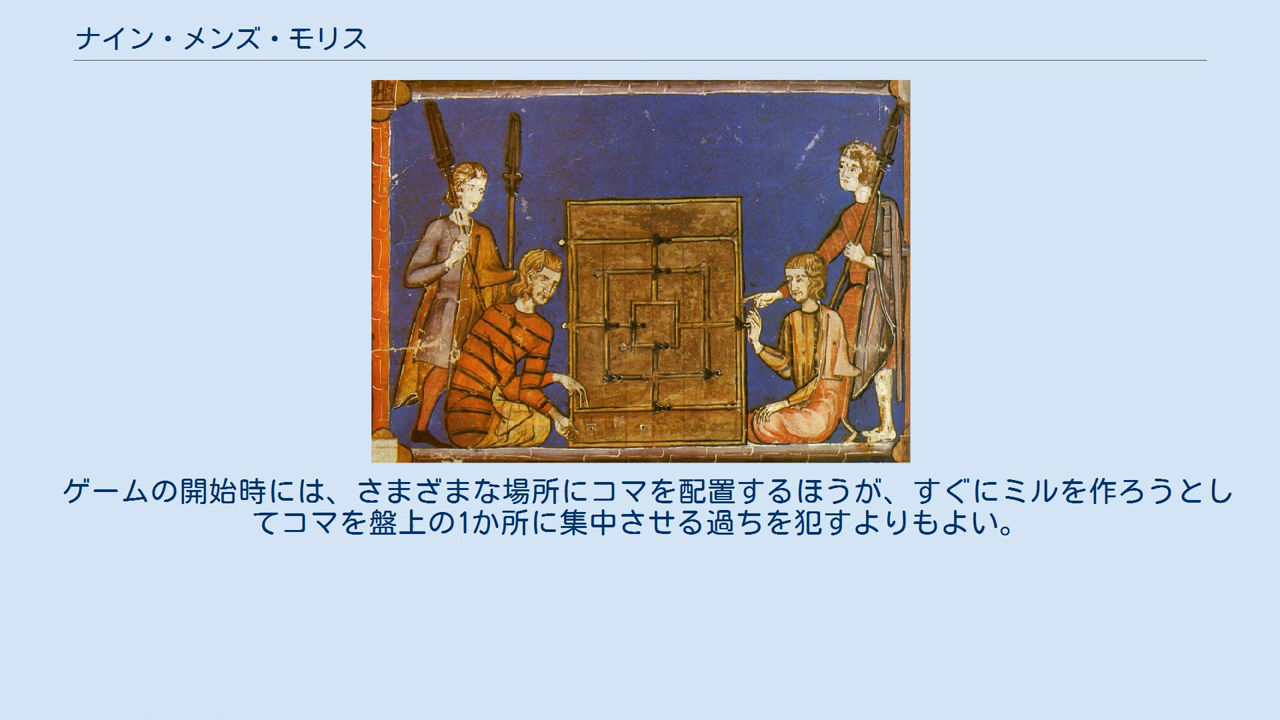 ナイン・メンズ・モリス
ゲームの開始時には、さまざまな場所にコマを配置するほうが、すぐにミルを作ろうとし
てコマを盤上の1か所に集中させる過ちを犯すよりもよい。